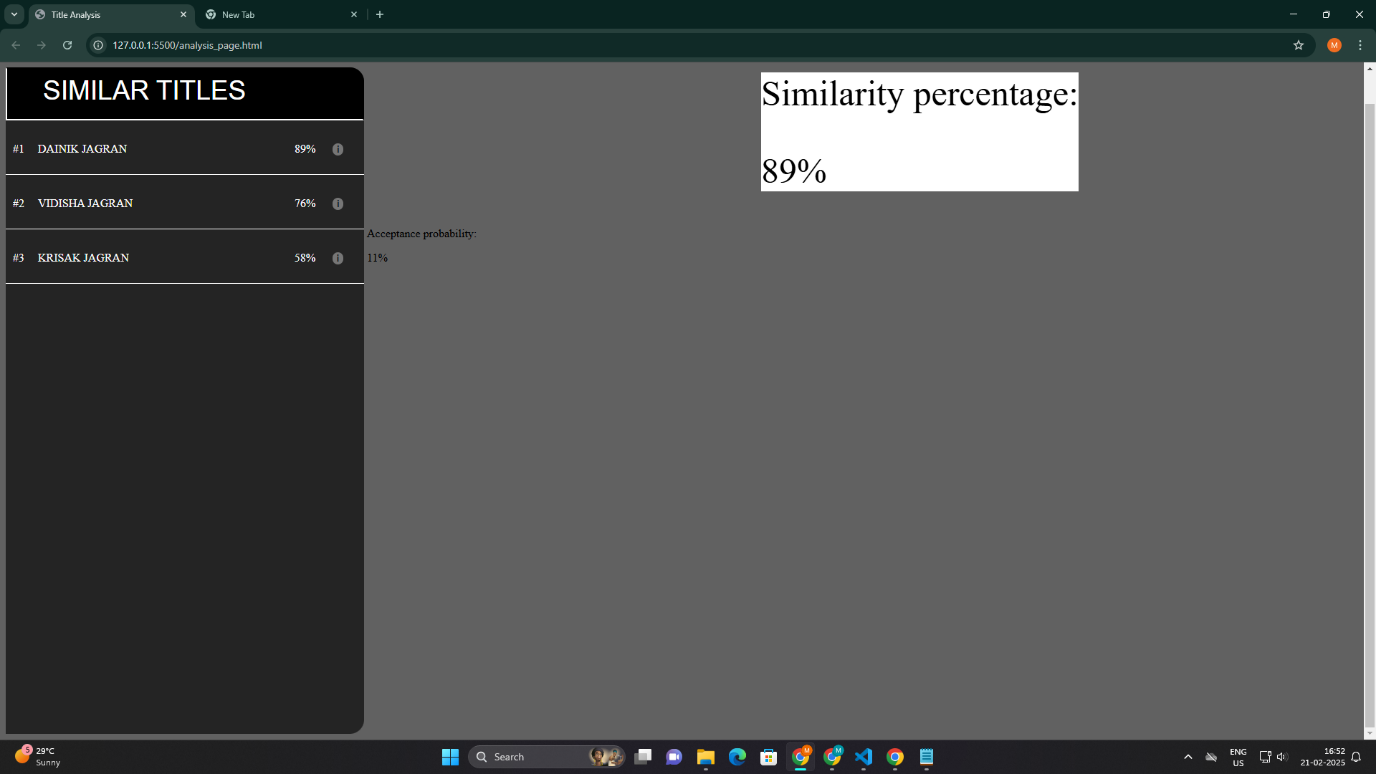 Title Analysis
New Tab
127.0.0.1:5500/analysis_page.html
M
SIMILAR TITLES
#1 DAINIK JAGRAN 89%
#2 VIDISHA JAGRAN 76%
#3 KRISAK JAGRAN 58%
Similarity percentage:
89%
Acceptance probability:
11%
5
29°C
Sunny
Search
M
M
ENG
US
16:52
21-02-2025